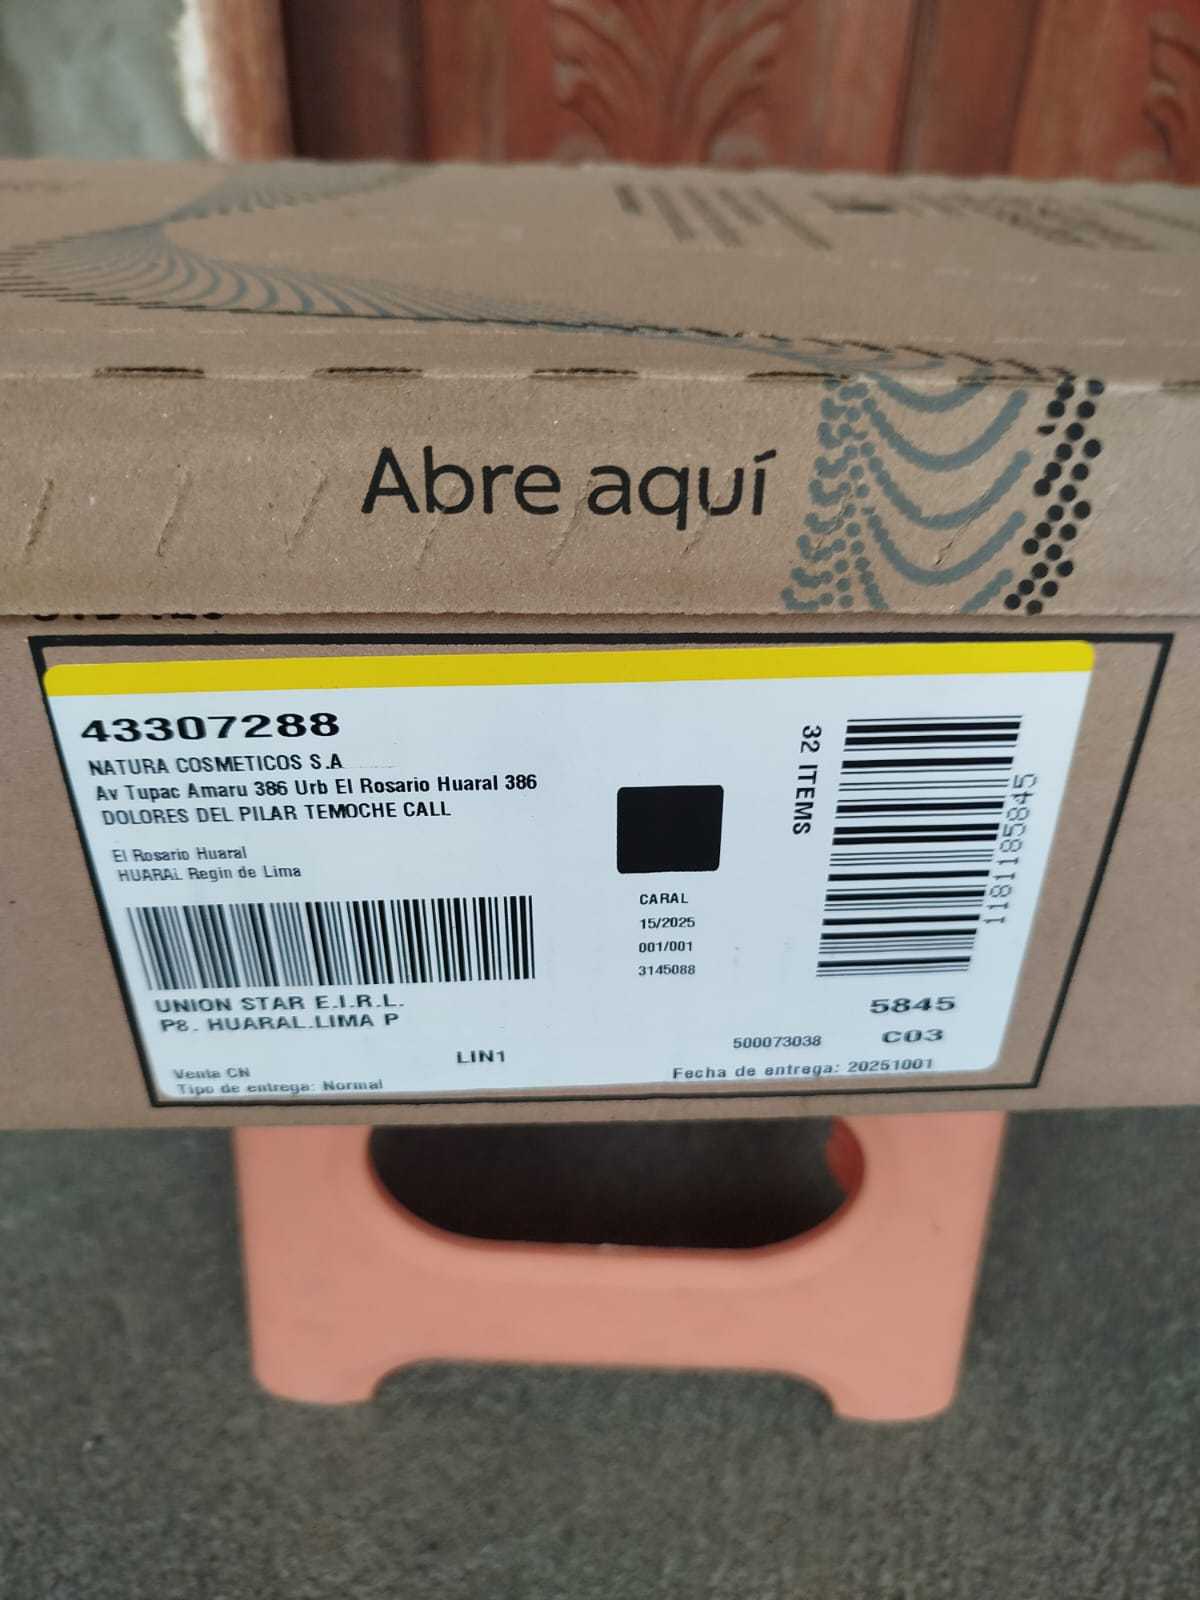 Abre aquí
43307288
NATURA COSMETICOS S.A
Av Tupac Amaru 386 Urb El Rosario Huaral 386
DOLORES DEL PILAR TEMOCHE CALL
El Rosario Huaral
HUARAL Regin de Lima
UNION STAR E.I.R.L.
P8. HUARAL.LIMA P
LIN1
Venta CN
Tipo de entrega: Normal
CARAL
15/2025
001/001
3145088
32 ITEMS
1181185845
5845
C03
500073038
Fecha de entrega: 20251001